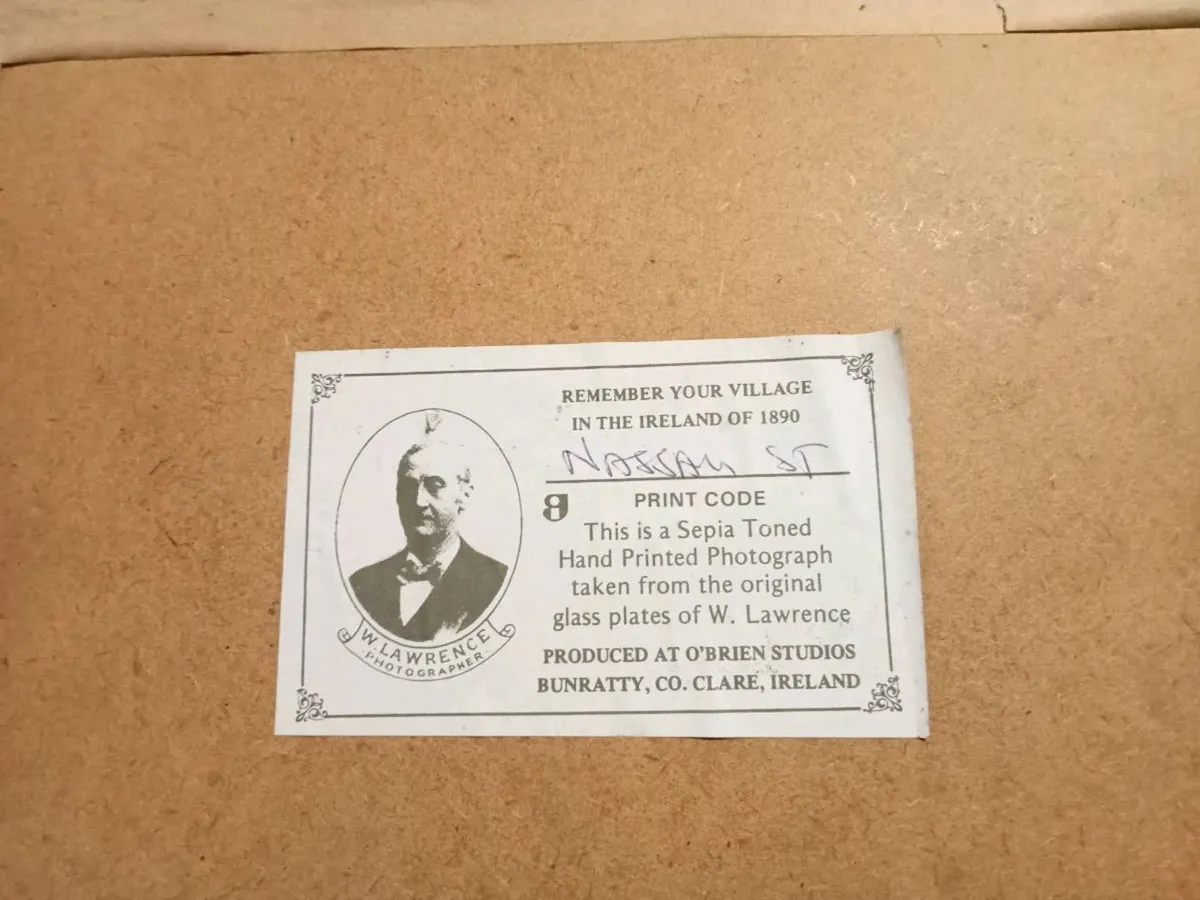 REMEMBER YOUR VILLAGE
IN THE IRELAND OF 1890
NASSAU ST
PRINT CODE
This is a Sepia Toned
Hand Printed Photograph
taken from the original
glass plates of W. Lawrence
PRODUCED AT O'BRIEN STUDIOS
BUNRATTY, CO. CLARE, IRELAND
W. LAWRENCE
PHOTOGRAPHER